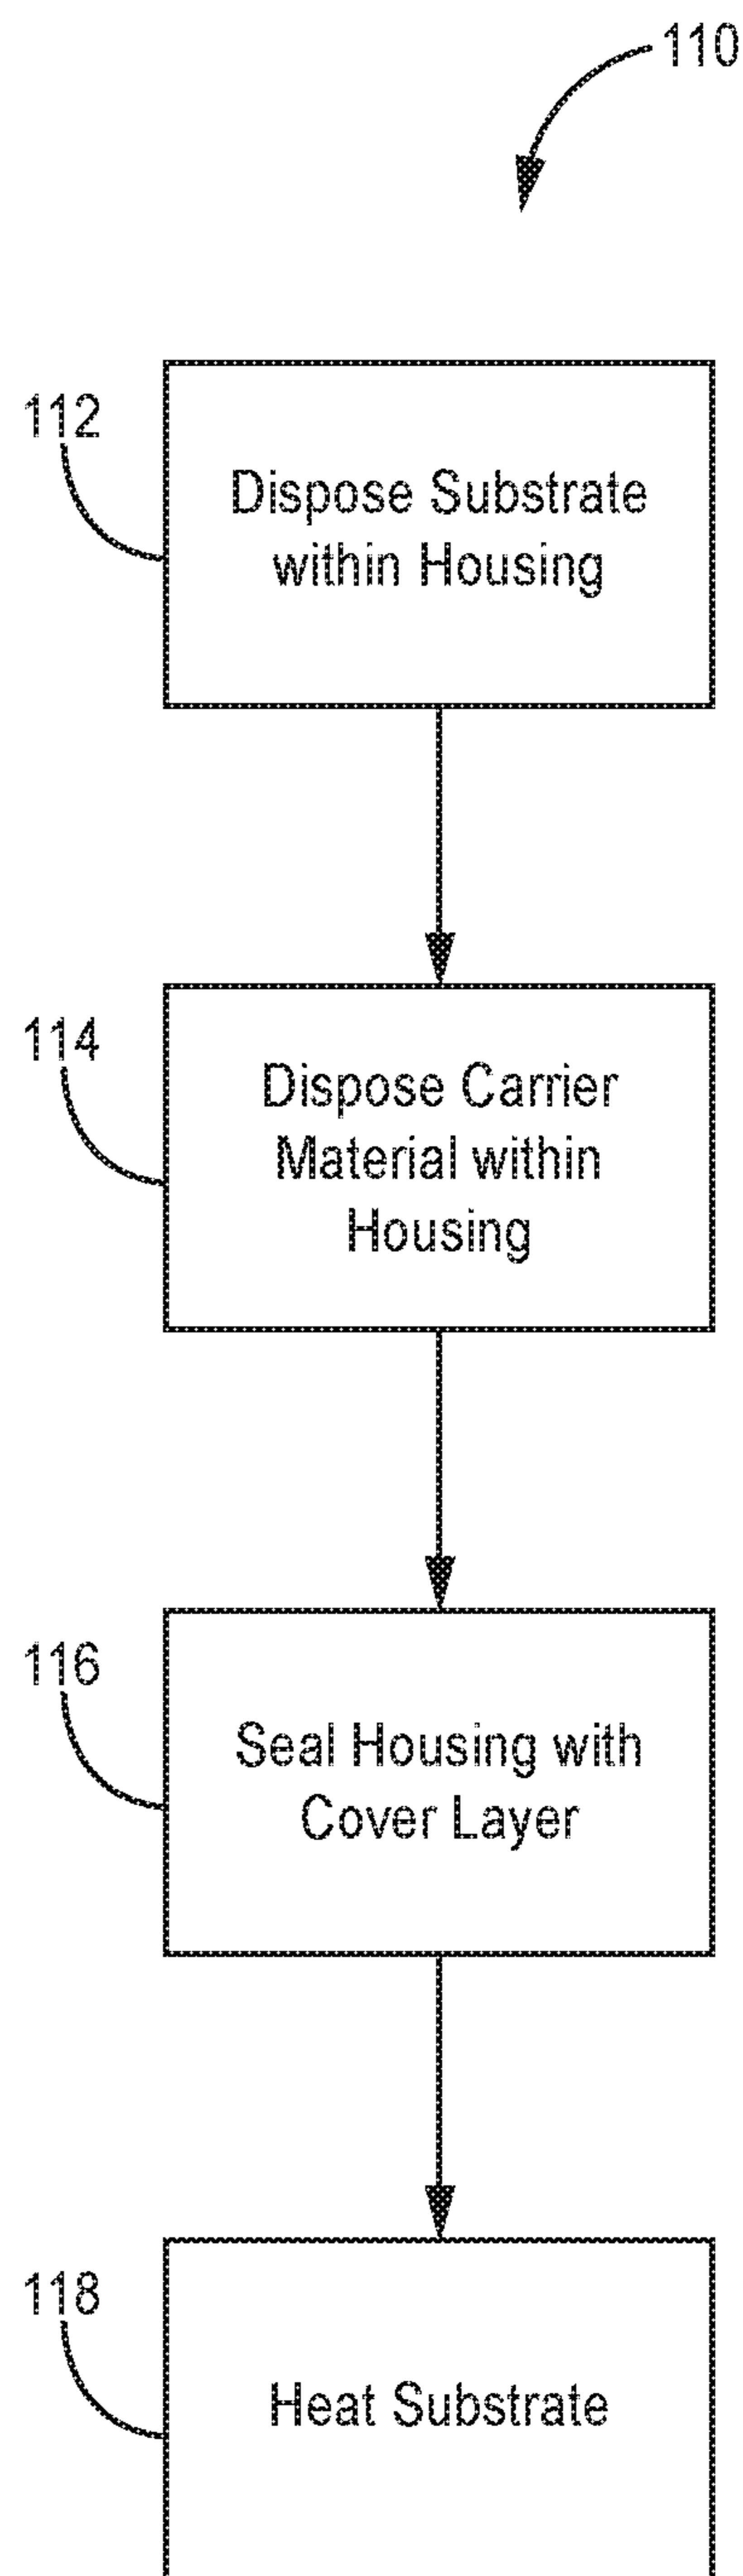 110
112
Dispose Substrate
within Housing
114
Dispose Carrier
Material within
Housing
116
Seal Housing with
Cover Layer
118
Heat Substrate